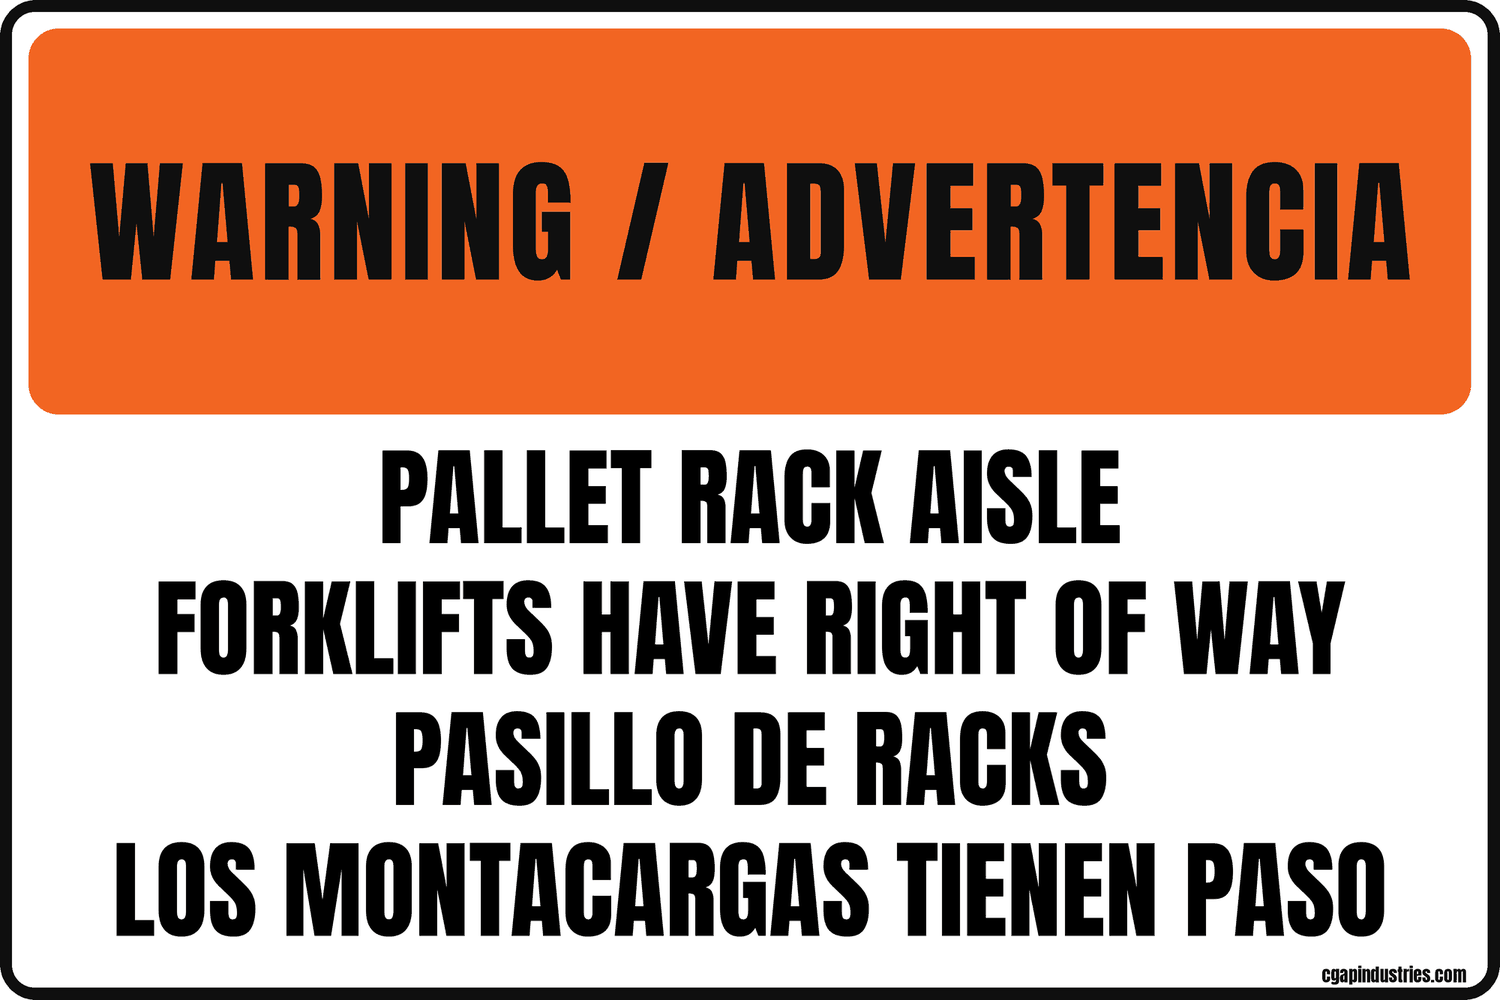 WARNING / ADVERTENCIA
PALLET RACK AISLE
FORKLIFTS HAVE RIGHT OF WAY
PASILLO DE RACKS
LOS MONTACARGAS TIENEN PASO
cgapindustries.com